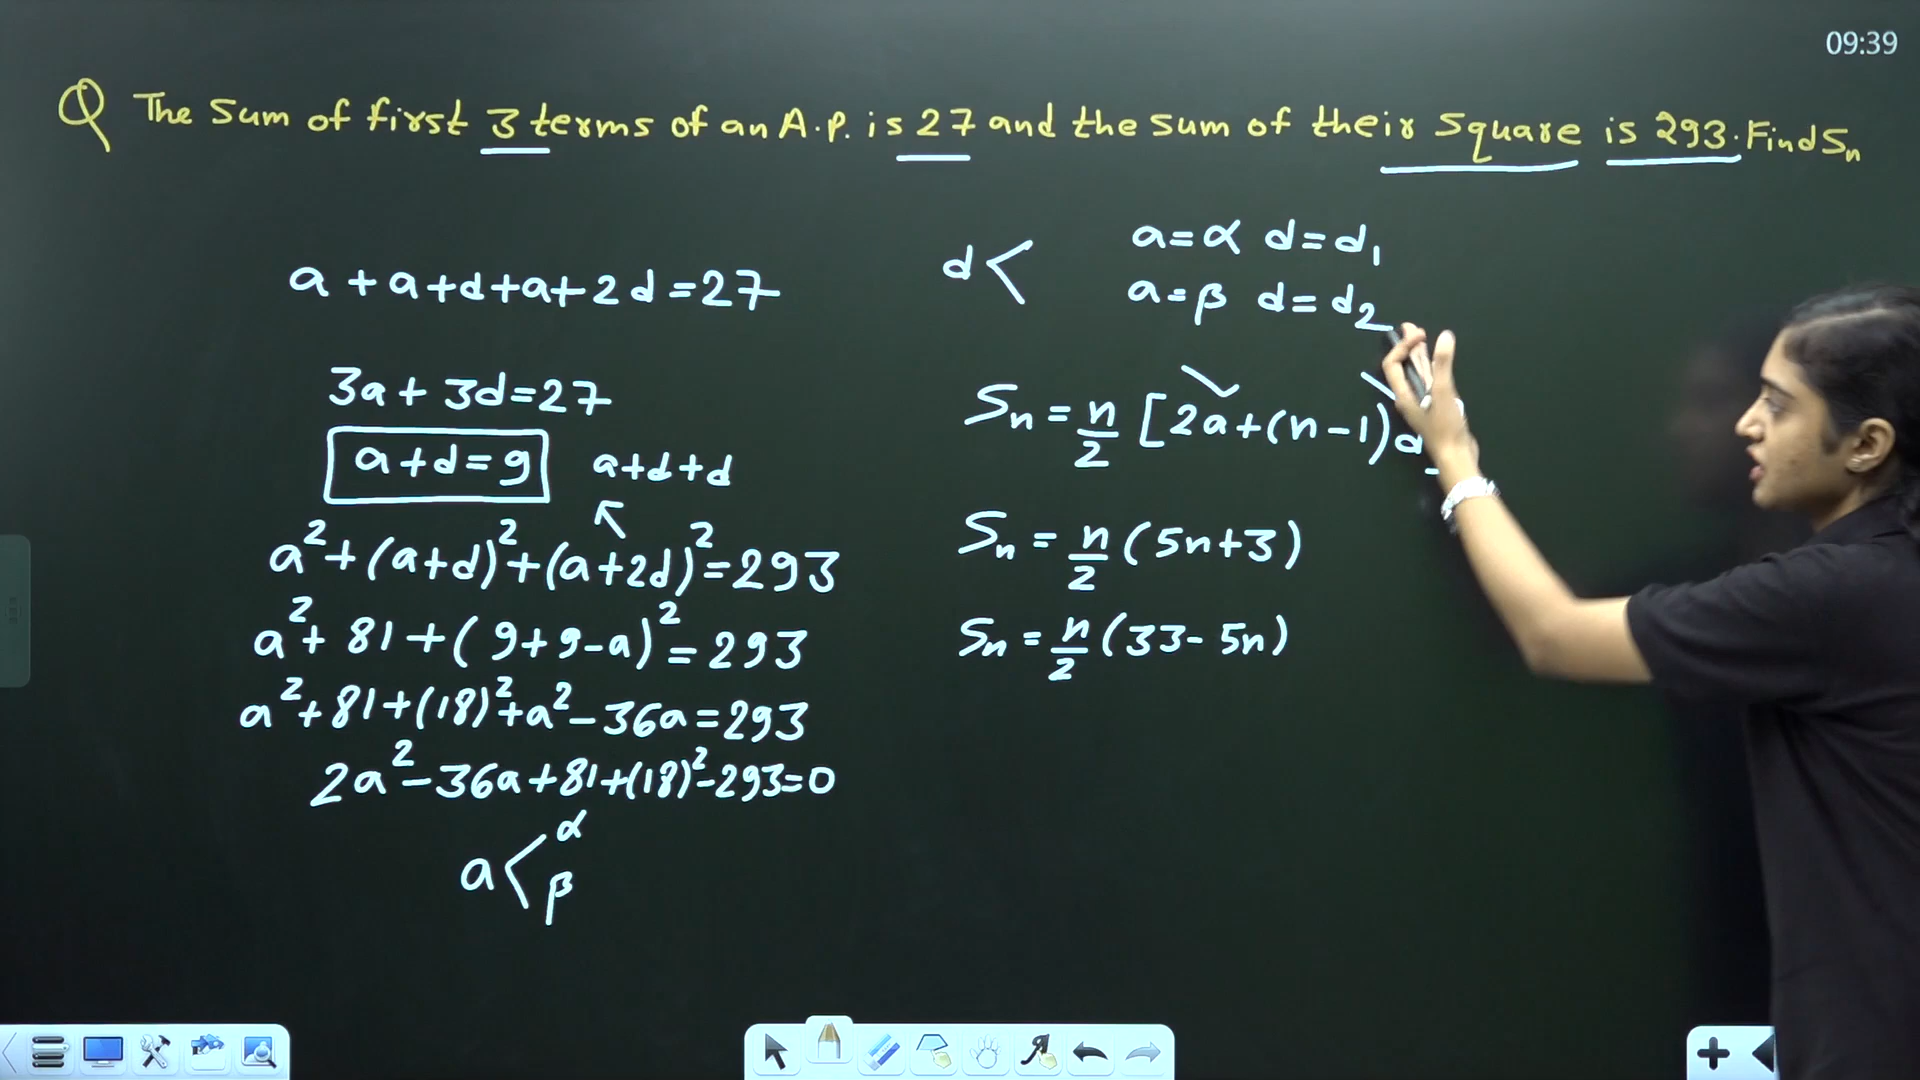 09:39
Q The Sum of first 3 terms of an A.P. is 27 and the sum of their Square is 293. Find Sn
a + a+d+a+2d=27
3a+3d=27
a+d=9 a+d+d
a²+(a+d)²+(a+2d)²=293
a²+81+(9+9-a)²=293
a²+81+(18)²+a²-36a=293
2a²-36a+81+(18)²-293=0
a< α
β
d< a=α d=d₁
a=β d=d₂
Sn=n/2[2a+(n-1)d
Sn=n/2(5n+3)
Sn=n/2(33-5n)